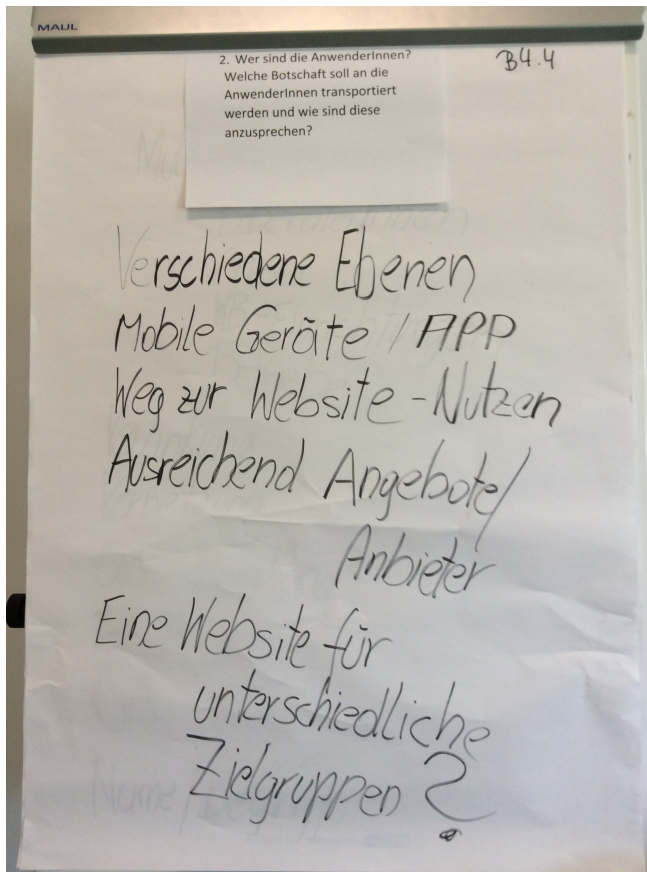 MAUL
2. Wer sind die AnwenderInnen?
Welche Botschaft soll an die
AnwenderInnen transportiert
werden und wie sind diese
anzusprechen?
B4.4
Verschiedene Ebenen
Mobile Geräte / APP
Weg zur Website - Nutzen
Ausreichend Angebote/
Anbieter
Eine Website für
unterschiedliche
Zielgruppen?